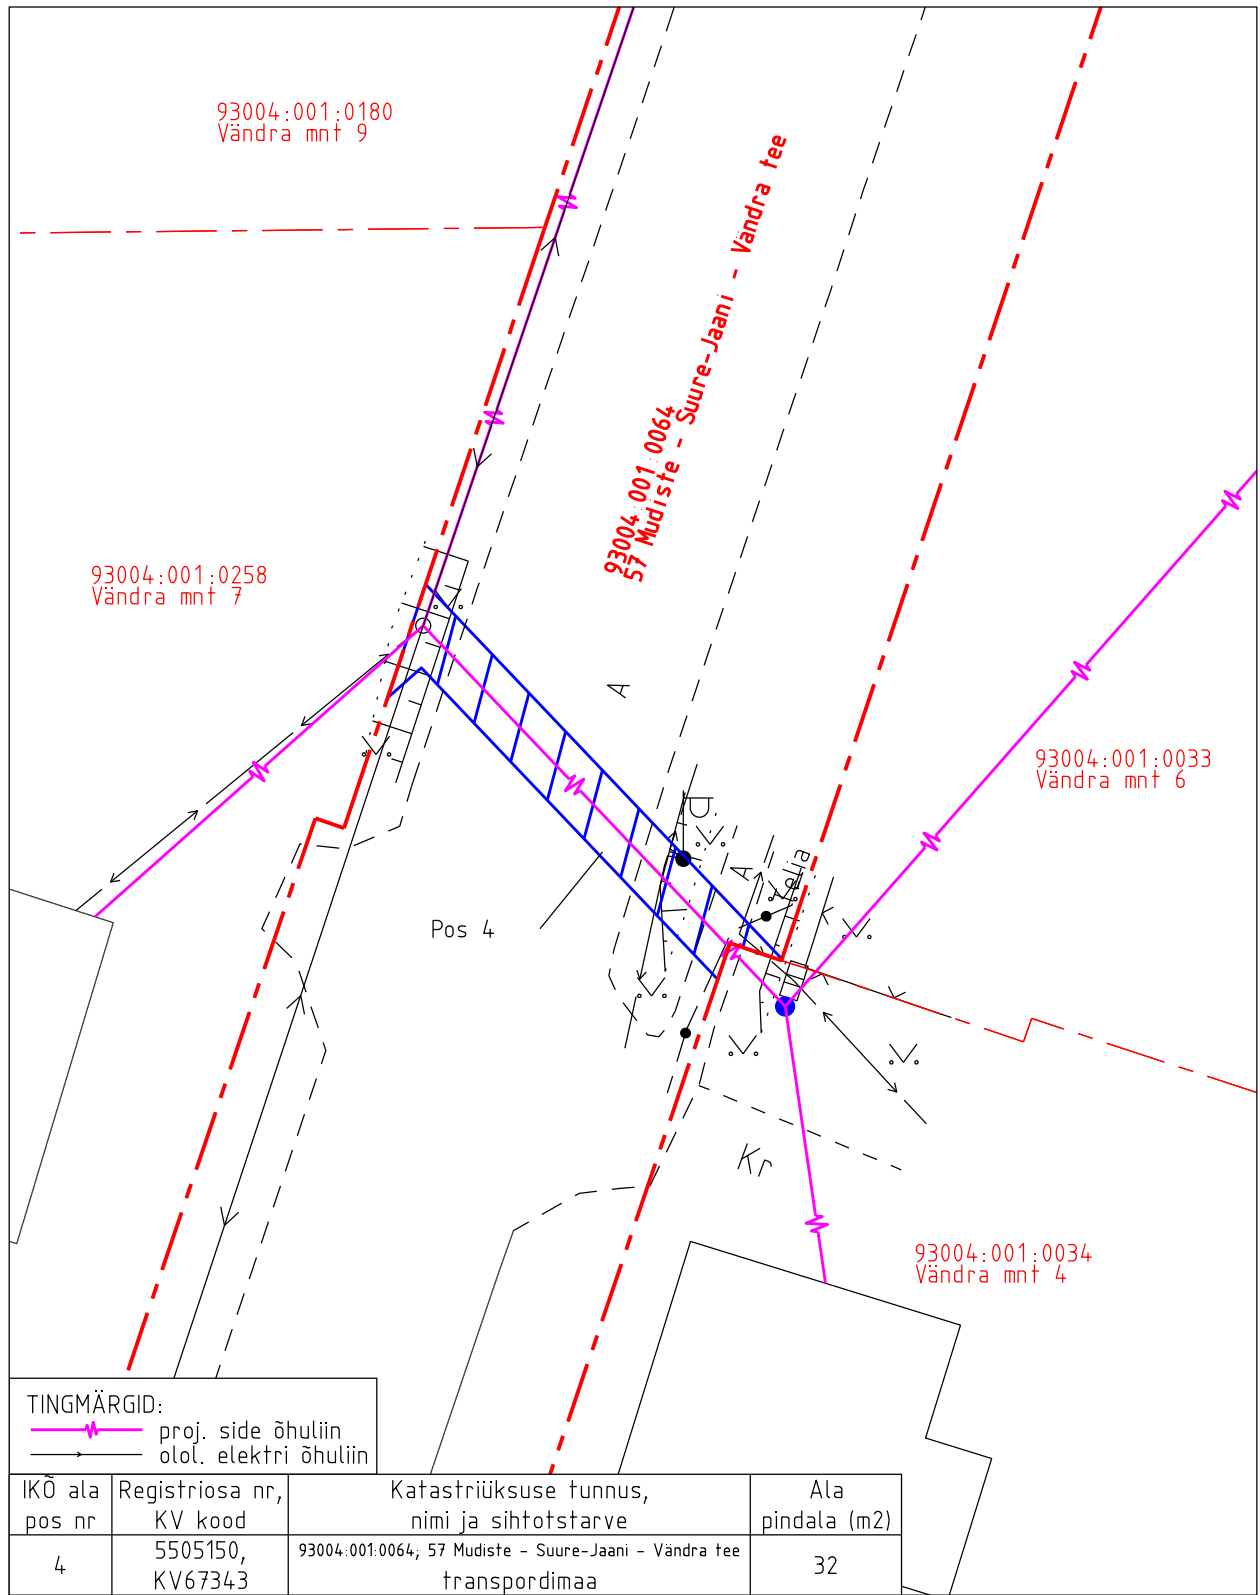 93004:001:0180
Vändra mnt 9
93004:001:0064
57 Mudiste - Suure-Jaani - Vändra tee
93004:001:0258
Vändra mnt 7
A
93004:001:0033
Vändra mnt 6
D
A
Telia
Pos 4
Kr
93004:001:0034
Vändra mnt 4
TINGMÄRGID:
proj. side õhuliin
olol. elektri õhuliin
IKÕ ala
pos nr
Registriosa nr,
KV kood
Katastriüksuse tunnus,
nimi ja sihtotstarve
Ala
pindala (m2)
4
5505150,
KV67343
93004:001:0064; 57 Mudiste - Suure-Jaani - Vändra tee
transpordimaa
32